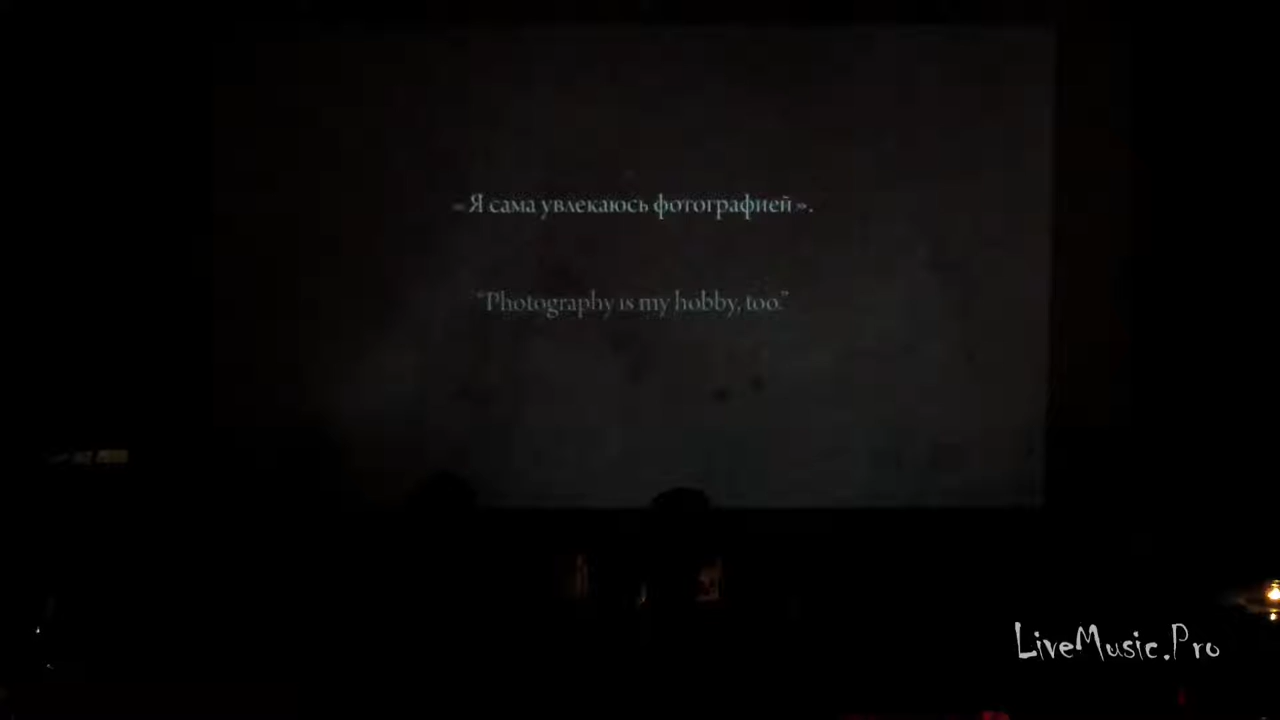 «Я сама увлекаюсь фотографией».
“Photography is my hobby, too.”
LiveMusic.Pro